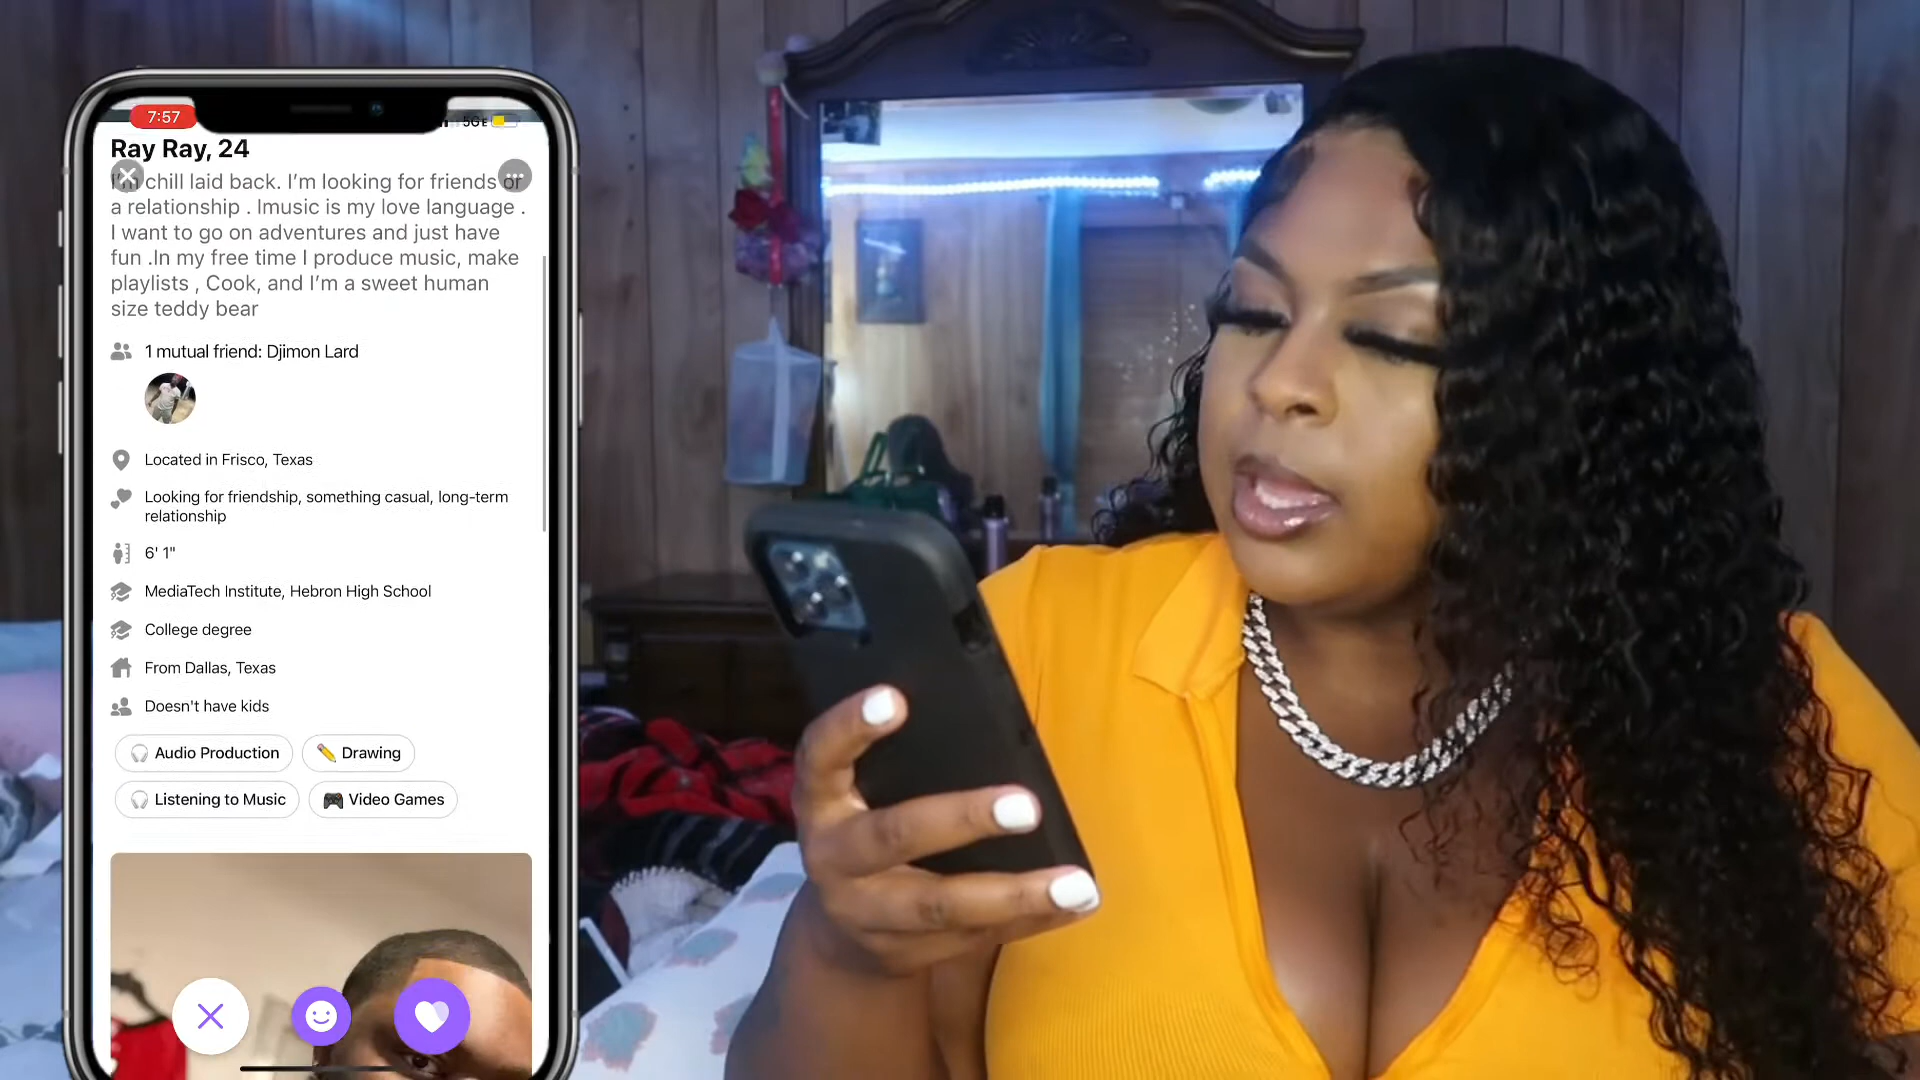 7:57
5GE
Ray Ray, 24
I'm chill laid back. I'm looking for friends or
a relationship . Imusic is my love language .
I want to go on adventures and just have
fun .In my free time I produce music, make
playlists , Cook, and I'm a sweet human
size teddy bear
1 mutual friend: Djimon Lard
Located in Frisco, Texas
Looking for friendship, something casual, long-term
relationship
6' 1"
MediaTech Institute, Hebron High School
College degree
From Dallas, Texas
Doesn't have kids
Audio Production
Drawing
Listening to Music
Video Games